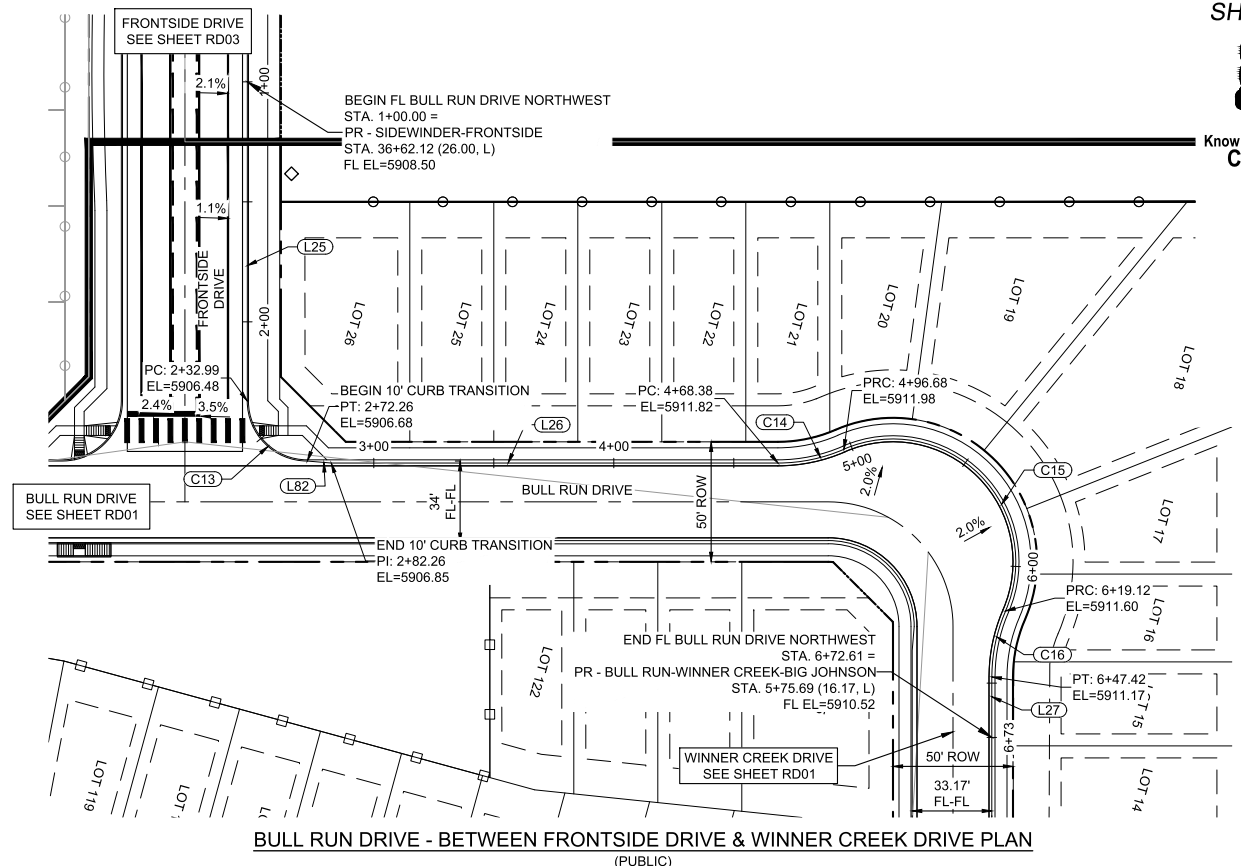 SH
FRONTSIDE DRIVE
SEE SHEET RD03
2.1%
1+00
BEGIN FL BULL RUN DRIVE NORTHWEST
STA. 1+00.00 =
PR - SIDEWINDER-FRONTSIDE
STA. 36+62.12 (26.00, L)
FL EL=5908.50
Know
C
1.1%
L25
FRONTSIDE
DRIVE
2+00
LOT 26
LOT 25
LOT 24
LOT 23
LOT 22
LOT 21
LOT 20
LOT 19
LOT 18
PC: 2+32.99
EL=5906.48
2.4%
3.5%
BEGIN 10' CURB TRANSITION
PT: 2+72.26
EL=5906.68
PC: 4+68.38
EL=5911.82
PRC: 4+96.68
EL=5911.98
L26
C14
3+00
4+00
5+00
2.0%
C15
C13
L82
BULL RUN DRIVE
SEE SHEET RD01
34'
FL-FL
BULL RUN DRIVE
50' ROW
2.0%
LOT 17
END 10' CURB TRANSITION
PI: 2+82.26
EL=5906.85
6+00
PRC: 6+19.12
EL=5911.60
LOT 16
C16
END FL BULL RUN DRIVE NORTHWEST
STA. 6+72.61 =
PR - BULL RUN-WINNER CREEK-BIG JOHNSON
STA. 5+75.69 (16.17, L)
FL EL=5910.52
LOT 122
PT: 6+47.42
EL=5911.17
L27
15
6+73
WINNER CREEK DRIVE
SEE SHEET RD01
50' ROW
33.17'
FL-FL
LOT 14
LOT 119
BULL RUN DRIVE - BETWEEN FRONTSIDE DRIVE & WINNER CREEK DRIVE PLAN
(PUBLIC)